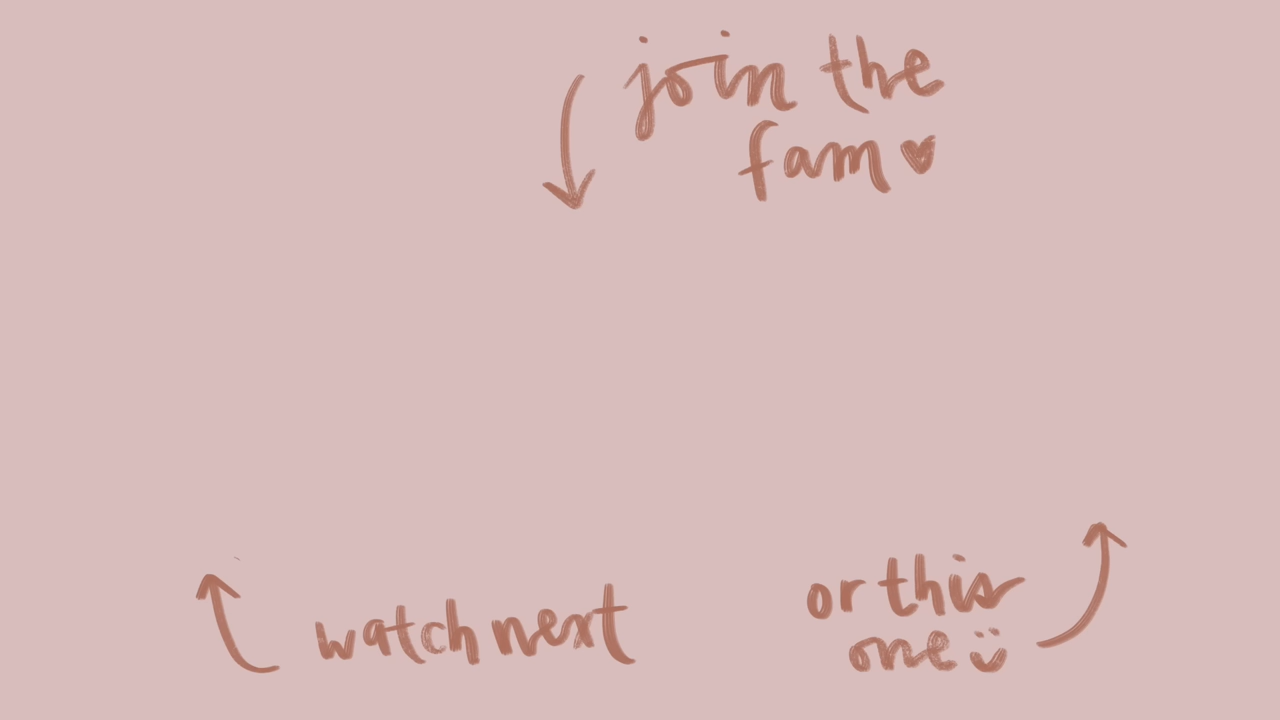 join the
fam
watch next
or this
one